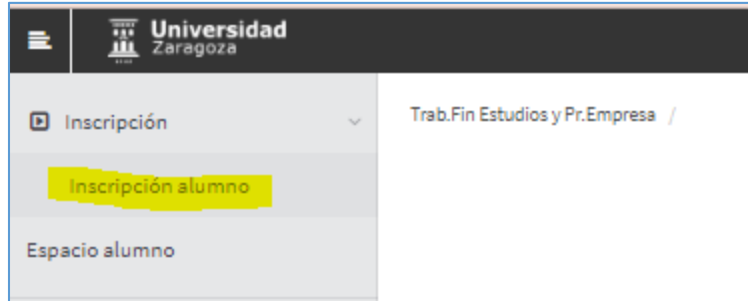 Universidad
Zaragoza
Inscripción
Trab.Fin Estudios y Pr.Empresa /
Inscripción alumno
Espacio alumno